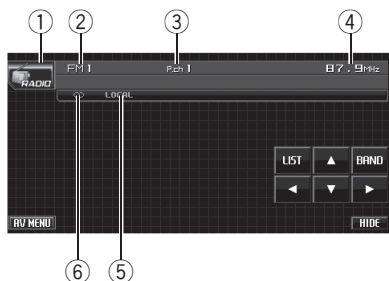 1 2 3 4
RADIO FM 1 P.ch 1 87.9MHz
LOCAL
LIST ▲ BAND
◄ ▼ ►
AV MENU HIDE
6 5